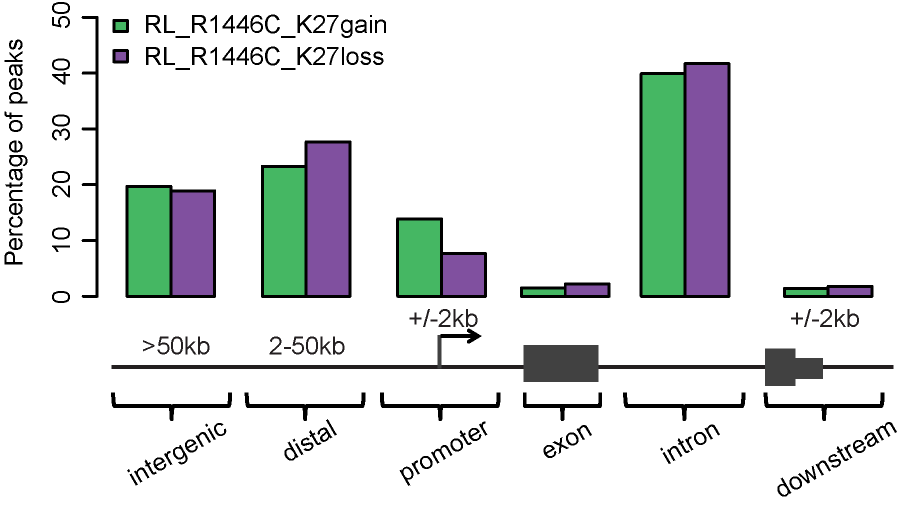 Percentage of peaks
50
40
30
20
10
0
RL_R1446C_K27gain
RL_R1446C_K27loss
+/-2kb
+/-2kb
>50kb
2-50kb
intergenic
distal
promoter
exon
intron
downstream